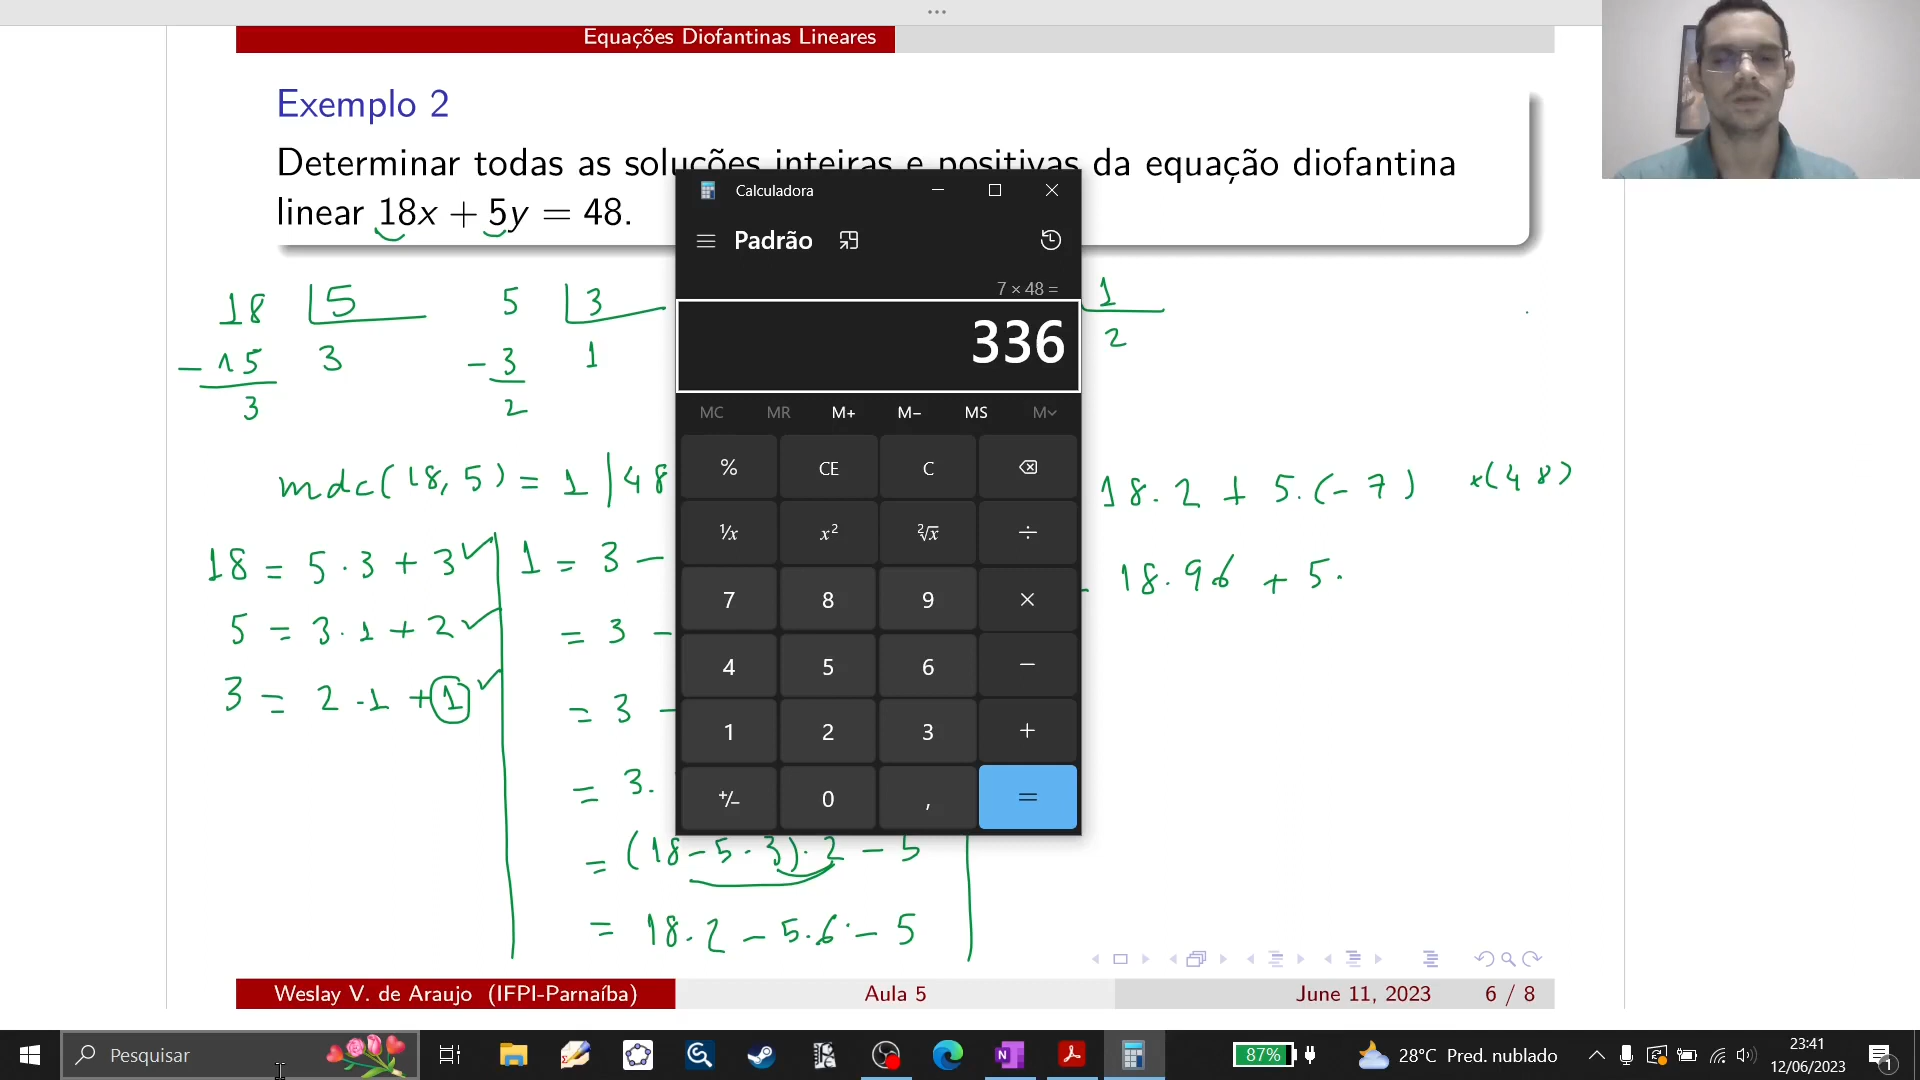 Equações Diofantinas Lineares
Exemplo 2
Determinar todas as soluções inteiras e positivas da equação diofantina
linear 18x + 5y = 48.
Calculadora
Padrão
7 × 48 =
336
MC MR M+ M− MS M
% CE C
¹/x x² ²√x ÷
7 8 9 ×
4 5 6 −
1 2 3 +
+/− 0 , =
18 5 5 3 1
− 15 3 − 3 1 2
3 2
mdc(18, 5) = 1 | 48
18.2 + 5.(−7) ×(48)
18 = 5.3 + 3
5 = 3.1 + 2
3 = 2.1 + 1
1 = 3 −
= 3 −
= 3 −
= 3.
= (18 − 5.3).2 − 5
= 18.2 − 5.6 − 5
18.96 + 5.
Weslay V. de Araujo (IFPI-Parnaíba) Aula 5 June 11, 2023 6 / 8
Pesquisar
87% 28°C Pred. nublado 23:41
12/06/2023
1